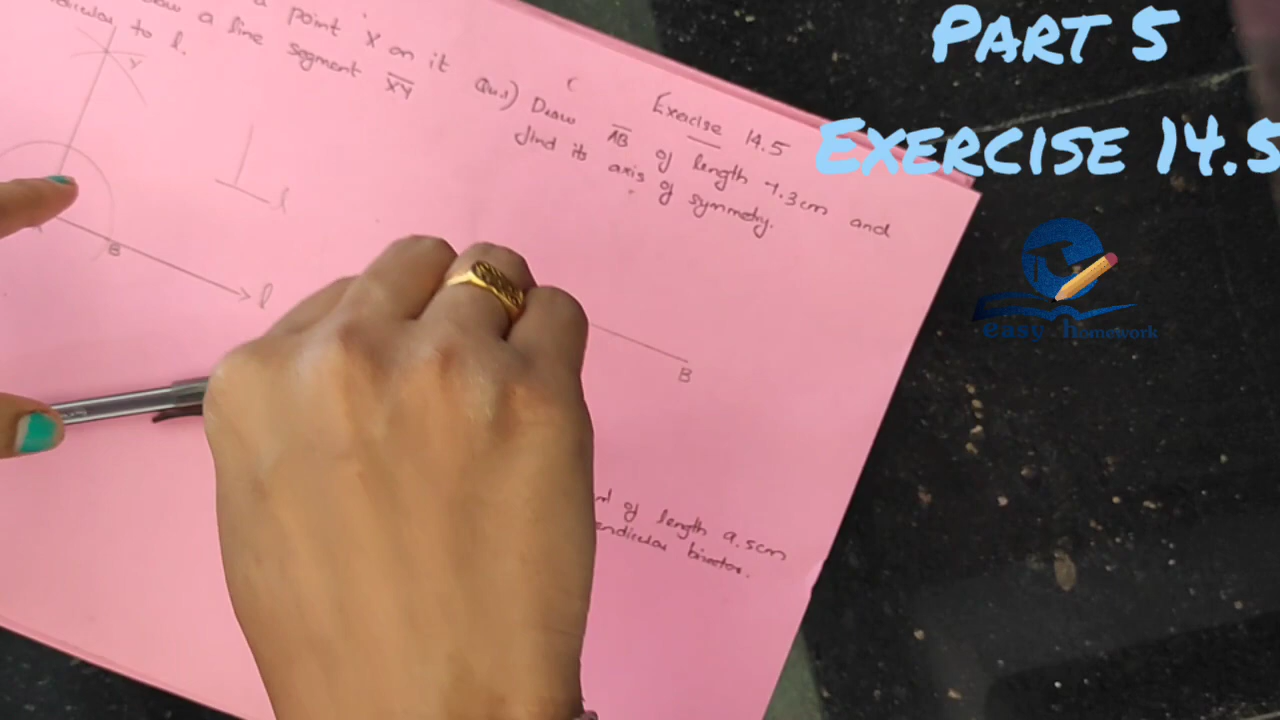 PART 5
EXERCISE 14.5
easy homework
point X on it
a line segment XY
to l.
Y
l
B
l
Exercise 14.5
Qu.1) Draw AB of length 7.3cm and
find its axis of symmetry.
B
of length 9.5cm
bisector.